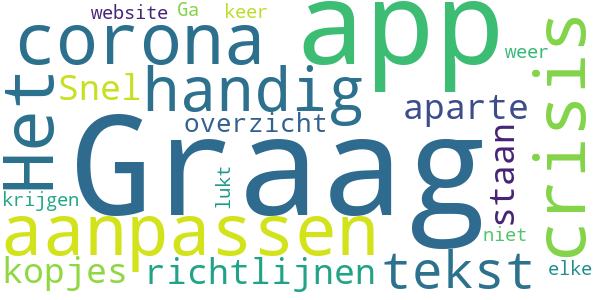 website Ga keer
corona app
weer
Snel handig
aparte
overzicht
Het
crisis
Graag
staan
lukt
krijgen
aanpassen
niet
kopjes richtlijnen tekst elke